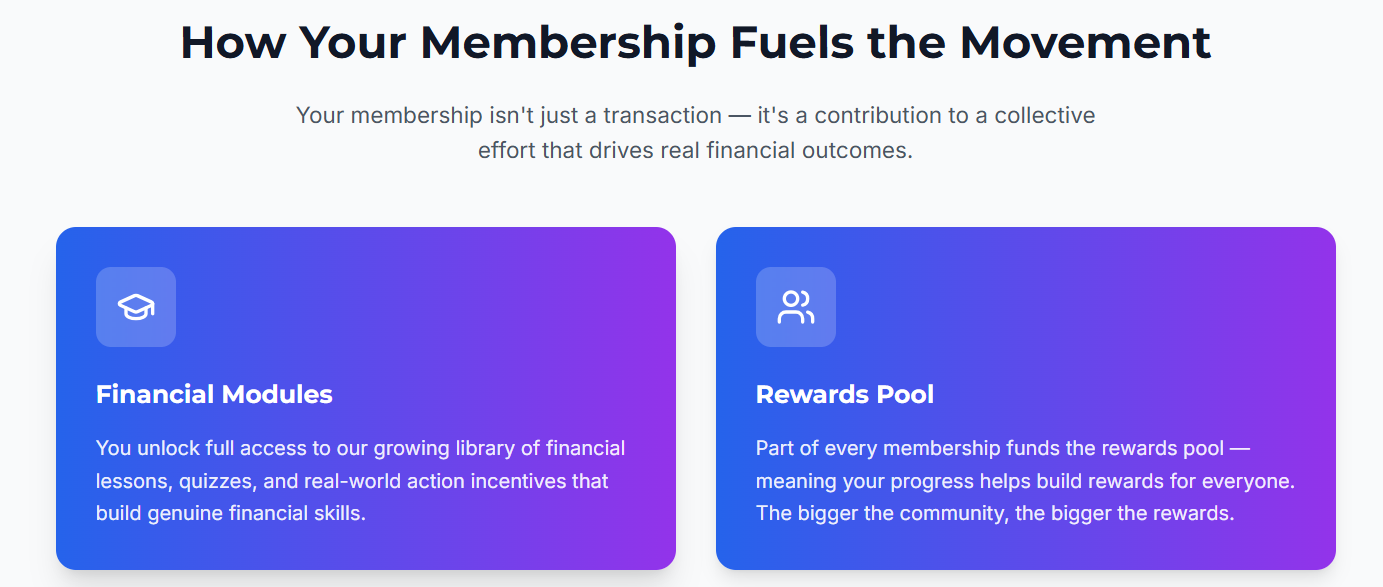 How Your Membership Fuels the Movement
Your membership isn't just a transaction — it's a contribution to a collective
effort that drives real financial outcomes.
Financial Modules
You unlock full access to our growing library of financial
lessons, quizzes, and real-world action incentives that
build genuine financial skills.
Rewards Pool
Part of every membership funds the rewards pool —
meaning your progress helps build rewards for everyone.
The bigger the community, the bigger the rewards.